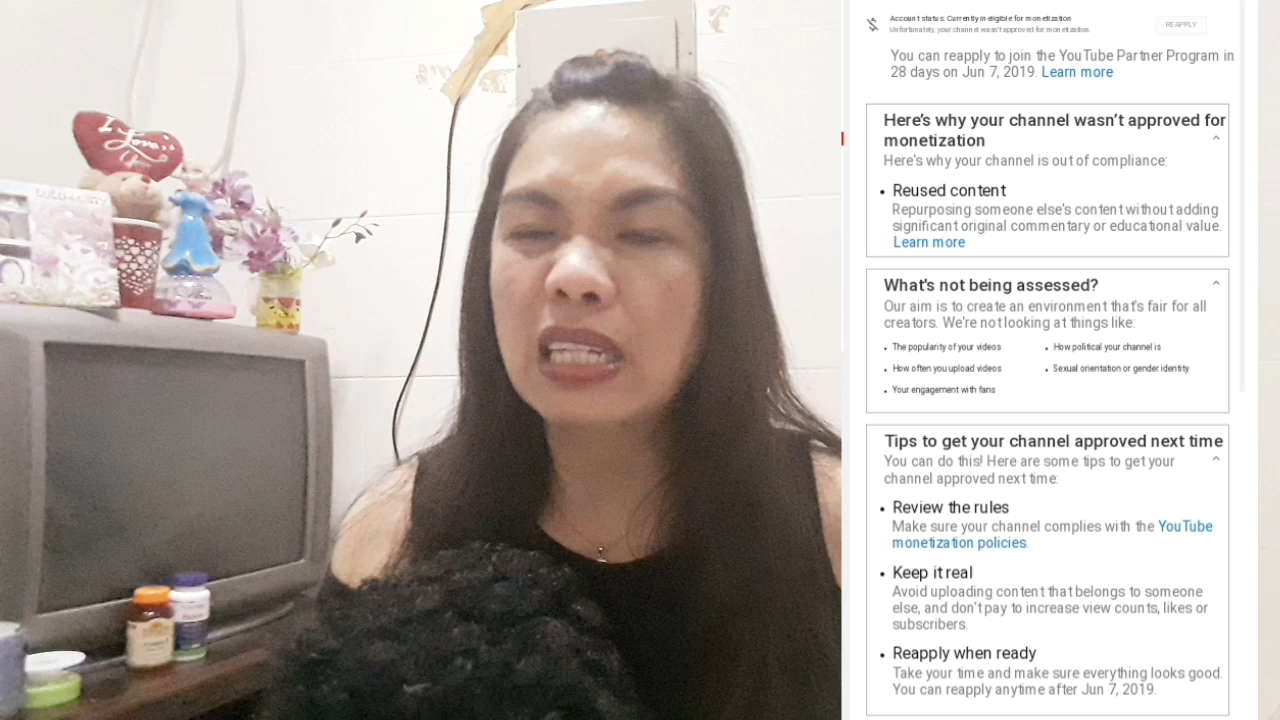 I Love
Account status: Currently ineligible for monetization
Unfortunately, your channel wasn't approved for monetization.
REAPPLY
You can reapply to join the YouTube Partner Program in
28 days on Jun 7, 2019. Learn more
Here's why your channel wasn't approved for
monetization
Here's why your channel is out of compliance:
• Reused content
Repurposing someone else's content without adding
significant original commentary or educational value.
Learn more
What's not being assessed?
Our aim is to create an environment that's fair for all
creators. We're not looking at things like:
• The popularity of your videos
• How political your channel is
• How often you upload videos
• Sexual orientation or gender identity
• Your engagement with fans
Tips to get your channel approved next time
You can do this! Here are some tips to get your
channel approved next time:
• Review the rules
Make sure your channel complies with the YouTube
monetization policies.
• Keep it real
Avoid uploading content that belongs to someone
else, and don't pay to increase view counts, likes or
subscribers.
• Reapply when ready
Take your time and make sure everything looks good.
You can reapply anytime after Jun 7, 2019.